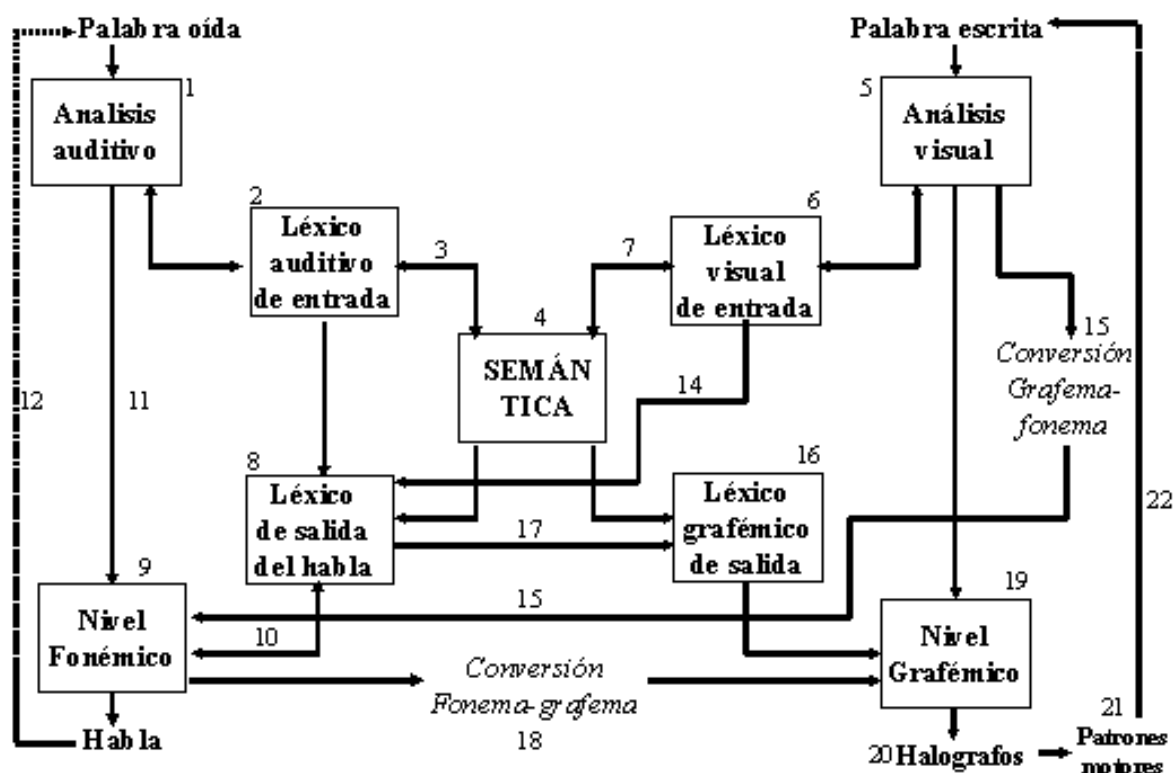 Palabra oída
Palabra escrita
1
5
Analisis
auditivo
Análisis
visual
2
6
Léxico
auditivo
de entrada
3
7
Léxico
visual
de entrada
4
15
SEMÁN
TICA
Conversión
Grafema-
fonema
12
11
14
8
16
Léxico
de salida
del habla
Léxico
grafémico
de salida
22
17
9
19
15
Nivel
Fonémico
10
Nivel
Grafémico
Conversión
Fonema-grafema
18
Habla
20 Halografos
21
Patrones
motores